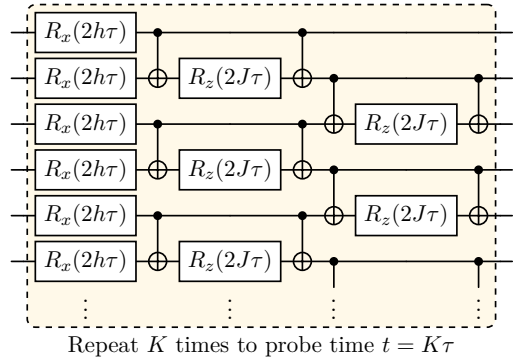 R_x(2hτ)
R_x(2hτ) R_z(2Jτ)
R_x(2hτ) R_z(2Jτ)
R_x(2hτ) R_z(2Jτ)
R_x(2hτ) R_z(2Jτ)
R_x(2hτ) R_z(2Jτ)
⋮ ⋮ ⋮ ⋮
Repeat K times to probe time t = Kτ